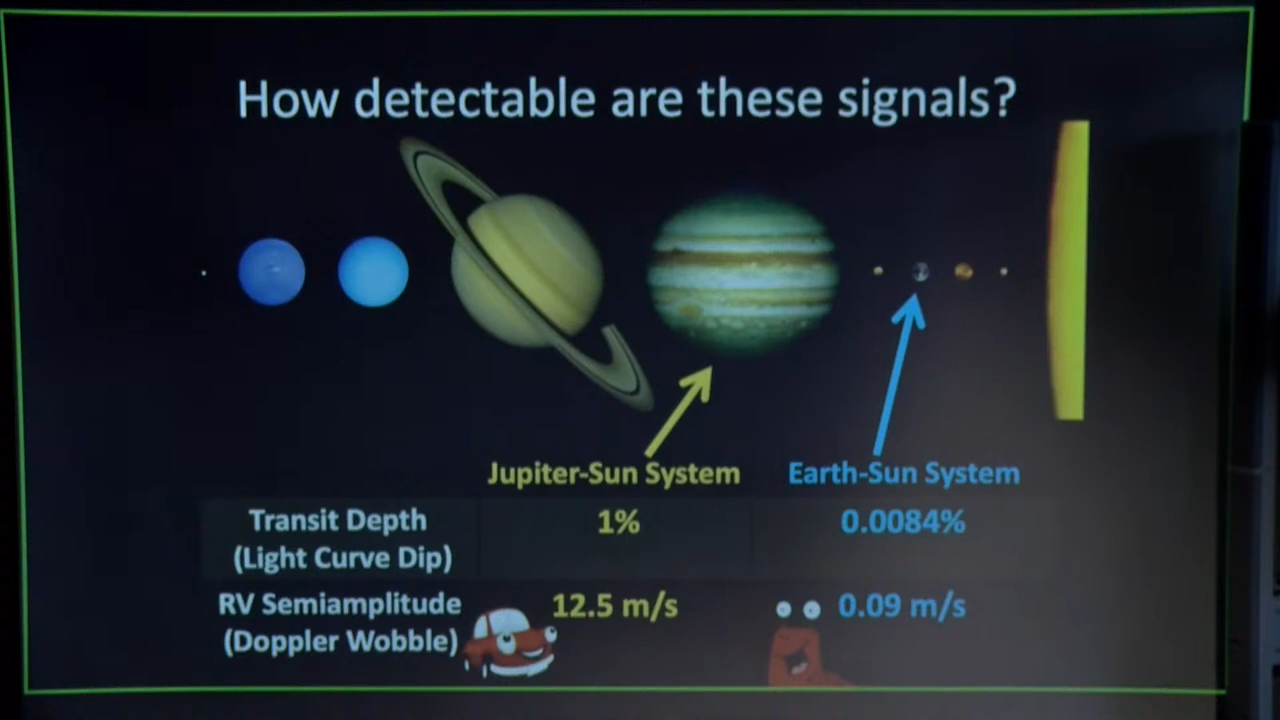 How detectable are these signals?
Jupiter-Sun System
Earth-Sun System
Transit Depth
(Light Curve Dip)
1%
0.0084%
RV Semiamplitude
(Doppler Wobble)
12.5 m/s
0.09 m/s